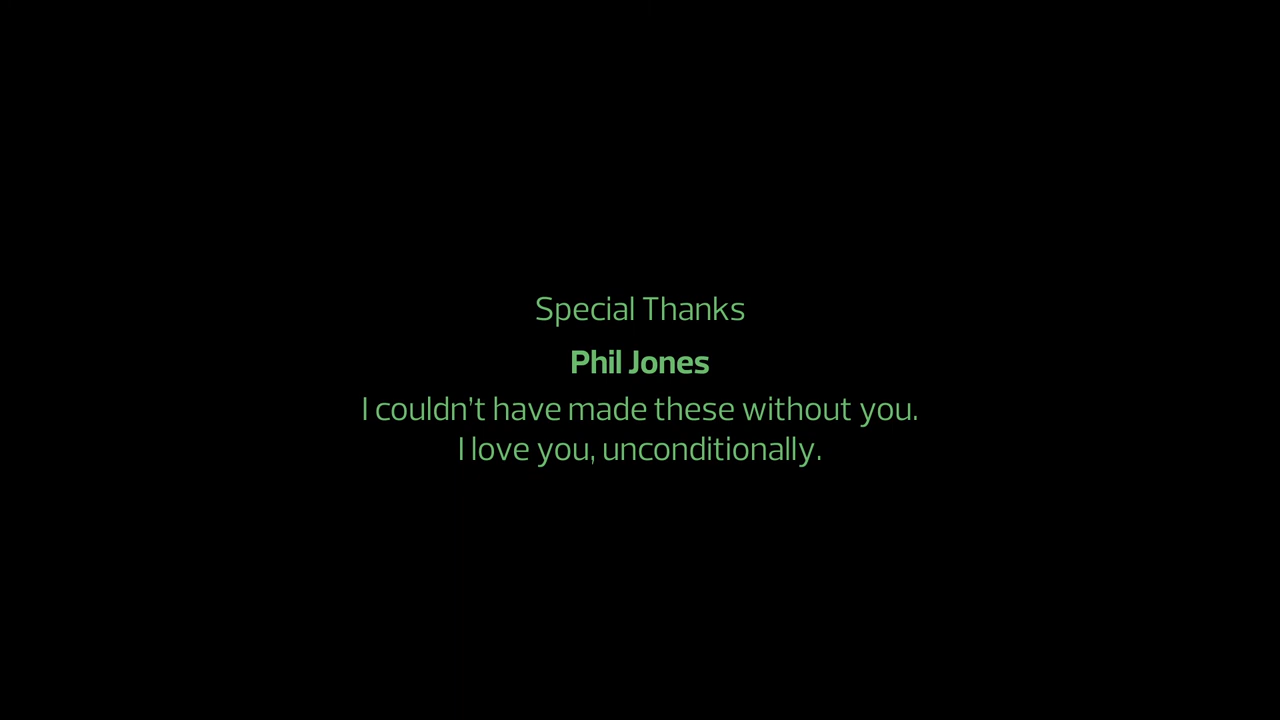 Special Thanks
Phil Jones
I couldn't have made these without you.
I love you, unconditionally.